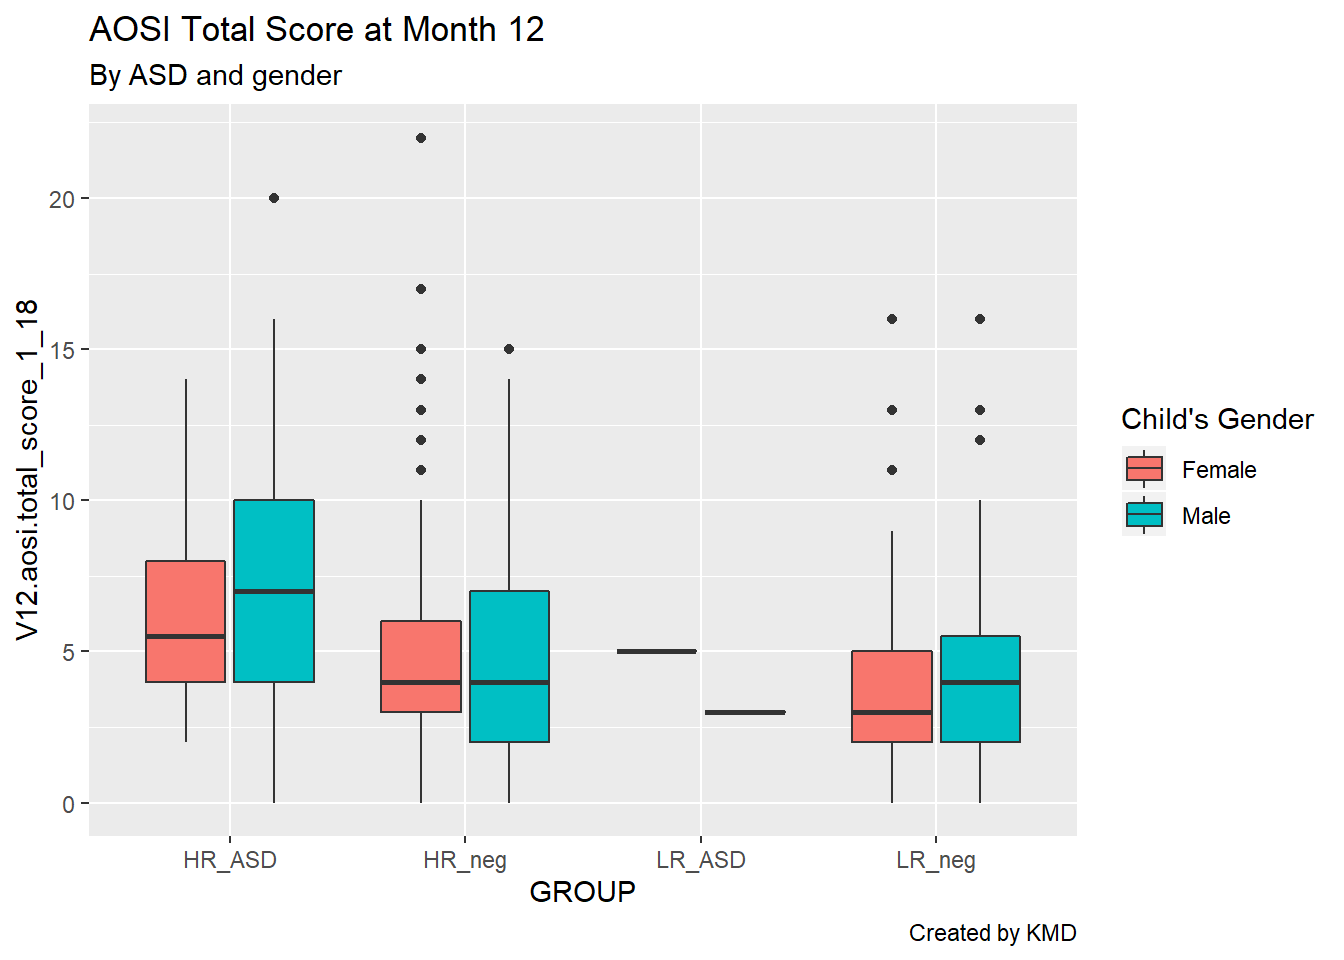 AOSI Total Score at Month 12
By ASD and gender
V12.aosi.total_score_1_18
20
15
10
5
0
HR_ASD
HR_neg
LR_ASD
LR_neg
GROUP
Child's Gender
Female
Male
Created by KMD